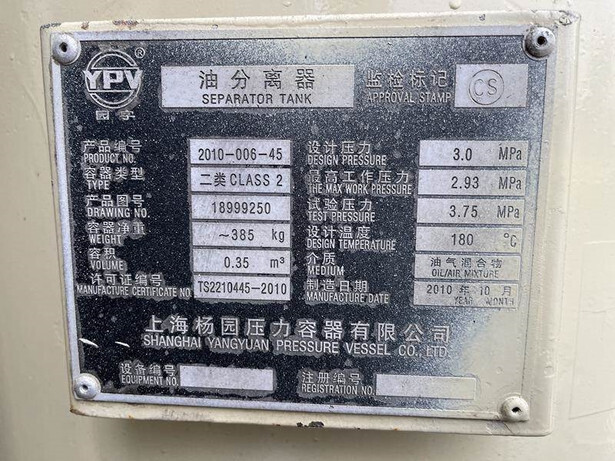 YPV ®
园字
油分离器
SEPARATOR TANK
监检标记
APPROVAL STAMP
CS
产品编号
PRODUCT NO.
2010-006-45
容器类型
TYPE
二类 CLASS 2
产品图号
DRAWING NO.
18999250
容器净重
WEIGHT
~385 kg
容积
VOLUME
0.35 m³
许可证编号
MANUFACTURE CERTIFICATE NO.
TS2210445-2010
设计压力
DESIGN PRESSURE
3.0 MPa
最高工作压力
THE MAX WORK PRESSURE
2.93 MPa
试验压力
TEST PRESSURE
3.75 MPa
设计温度
DESIGN TEMPERATURE
180 °C
介质
MEDIUM
油气混合物
OIL/AIR MIXTURE
制造日期
MANUFACTURE DATE
2010 年 10 月
YEAR MONTH
上海杨园压力容器有限公司
SHANGHAI YANGYUAN PRESSURE VESSEL CO., LTD.
设备编号
EQUIPMENT NO.
注册编号
REGISTRATION NO.